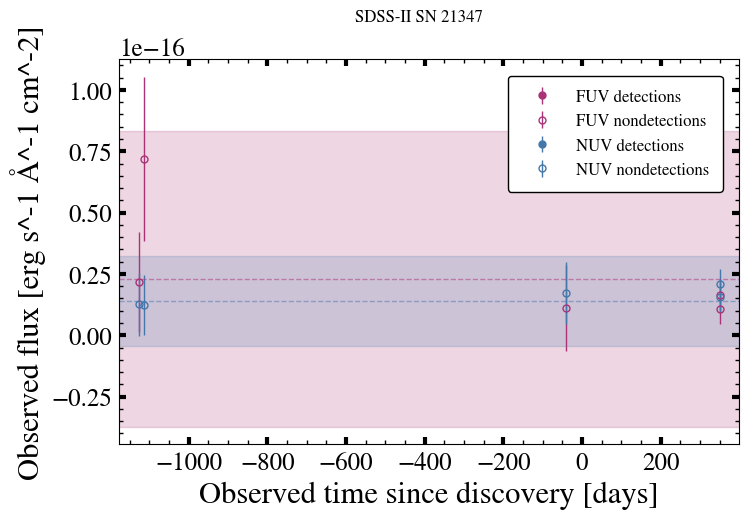 SDSS-II SN 21347
1e−16
1.00
0.75
0.50
0.25
0.00
−0.25
Observed flux [erg s^-1 Å^-1 cm^-2]
FUV detections
FUV nondetections
NUV detections
NUV nondetections
−1000 −800 −600 −400 −200 0 200
Observed time since discovery [days]